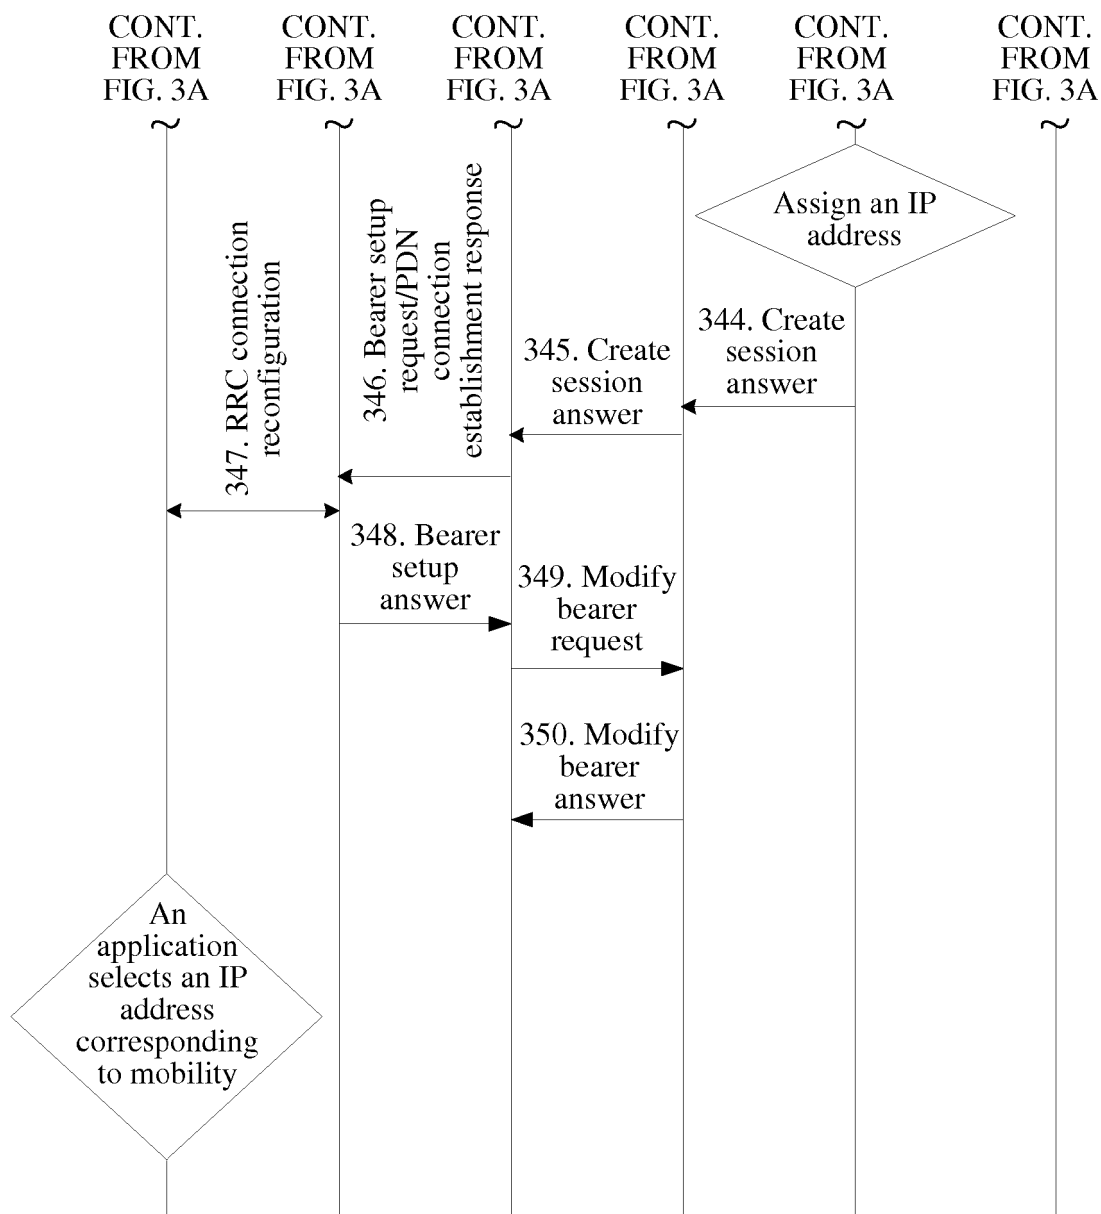 CONT.
FROM
FIG. 3A
CONT.
FROM
FIG. 3A
CONT.
FROM
FIG. 3A
CONT.
FROM
FIG. 3A
CONT.
FROM
FIG. 3A
CONT.
FROM
FIG. 3A
Assign an IP
address
344. Create
session
answer
345. Create
session
answer
346. Bearer setup
request/PDN
connection
establishment response
347. RRC connection
reconfiguration
348. Bearer
setup
answer
349. Modify
bearer
request
350. Modify
bearer
answer
An
application
selects an IP
address
corresponding
to mobility